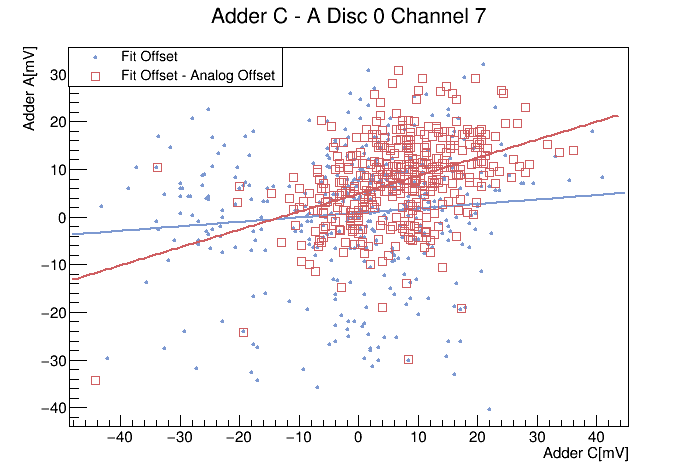 Adder C - A Disc 0 Channel 7
Adder A[mV]
Fit Offset
Fit Offset - Analog Offset
30
20
10
0
−10
−20
−30
−40
−40 −30 −20 −10 0 10 20 30 40
Adder C[mV]